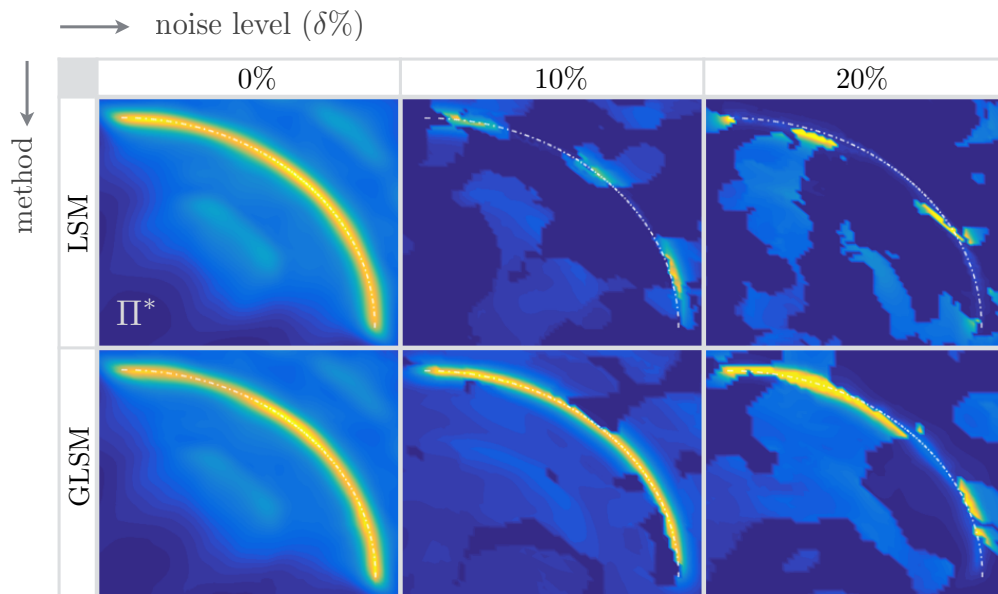 noise level (δ%)
method
0% 10% 20%
LSM
Π*
GLSM